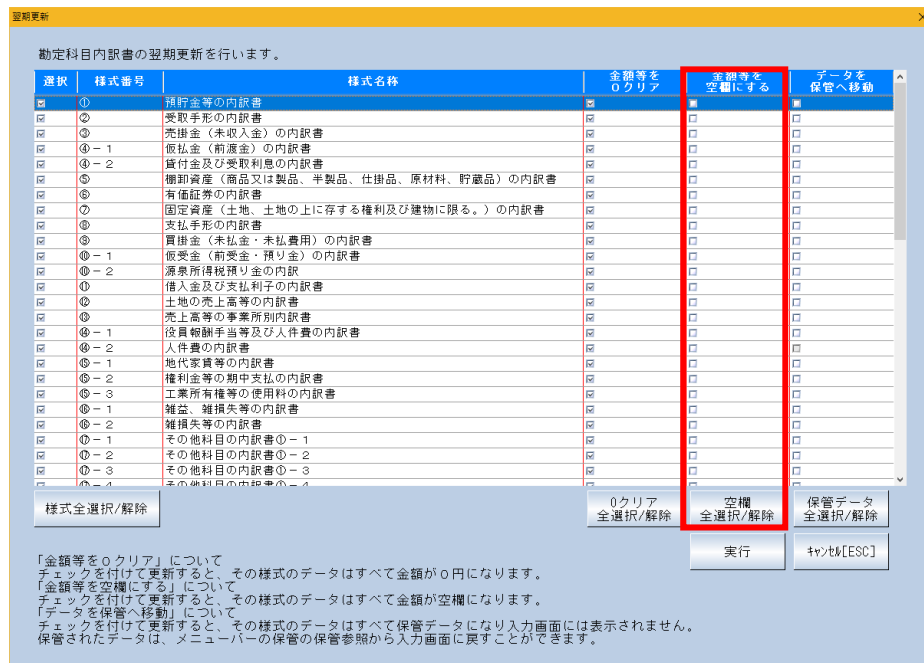 翌期更新
勘定科目内訳書の翌期更新を行います。
選択 様式番号 様式名称 金額等を０クリア 金額等を空欄にする データを保管へ移動
① 預貯金等の内訳書
② 受取手形の内訳書
③ 売掛金（未収入金）の内訳書
④－１ 仮払金（前渡金）の内訳書
④－２ 貸付金及び受取利息の内訳書
⑤ 棚卸資産（商品又は製品、半製品、仕掛品、原材料、貯蔵品）の内訳書
⑥ 有価証券の内訳書
⑦ 固定資産（土地、土地の上に存する権利及び建物に限る。）の内訳書
⑧ 支払手形の内訳書
⑨ 買掛金（未払金・未払費用）の内訳書
⑩－１ 仮受金（前受金・預り金）の内訳書
⑩－２ 源泉所得税預り金の内訳
⑪ 借入金及び支払利子の内訳書
⑫ 土地の売上高等の内訳書
⑬ 売上高等の事業所別内訳書
⑭－１ 役員報酬手当等及び人件費の内訳書
⑭－２ 人件費の内訳書
⑮－１ 地代家賃等の内訳書
⑮－２ 権利金等の期中支払の内訳書
⑮－３ 工業所有権等の使用料の内訳書
⑯－１ 雑益、雑損失等の内訳書
⑯－２ 雑損失等の内訳書
⑰－１ その他科目の内訳書①－１
⑰－２ その他科目の内訳書①－２
⑰－３ その他科目の内訳書①－３
⑰－４ その他科目の内訳書①－４
様式全選択/解除 ０クリア全選択/解除 空欄全選択/解除 保管データ全選択/解除
実行 ｷｬﾝｾﾙ[ESC]
「金額等を０クリア」について
チェックを付けて更新すると、その様式のデータはすべて金額が０円になります。
「金額等を空欄にする」について
チェックを付けて更新すると、その様式のデータはすべて金額が空欄になります。
「データを保管へ移動」について
チェックを付けて更新すると、その様式のデータはすべて保管データになり入力画面には表示されません。
保管されたデータは、メニューバーの保管の保管参照から入力画面に戻すことができます。